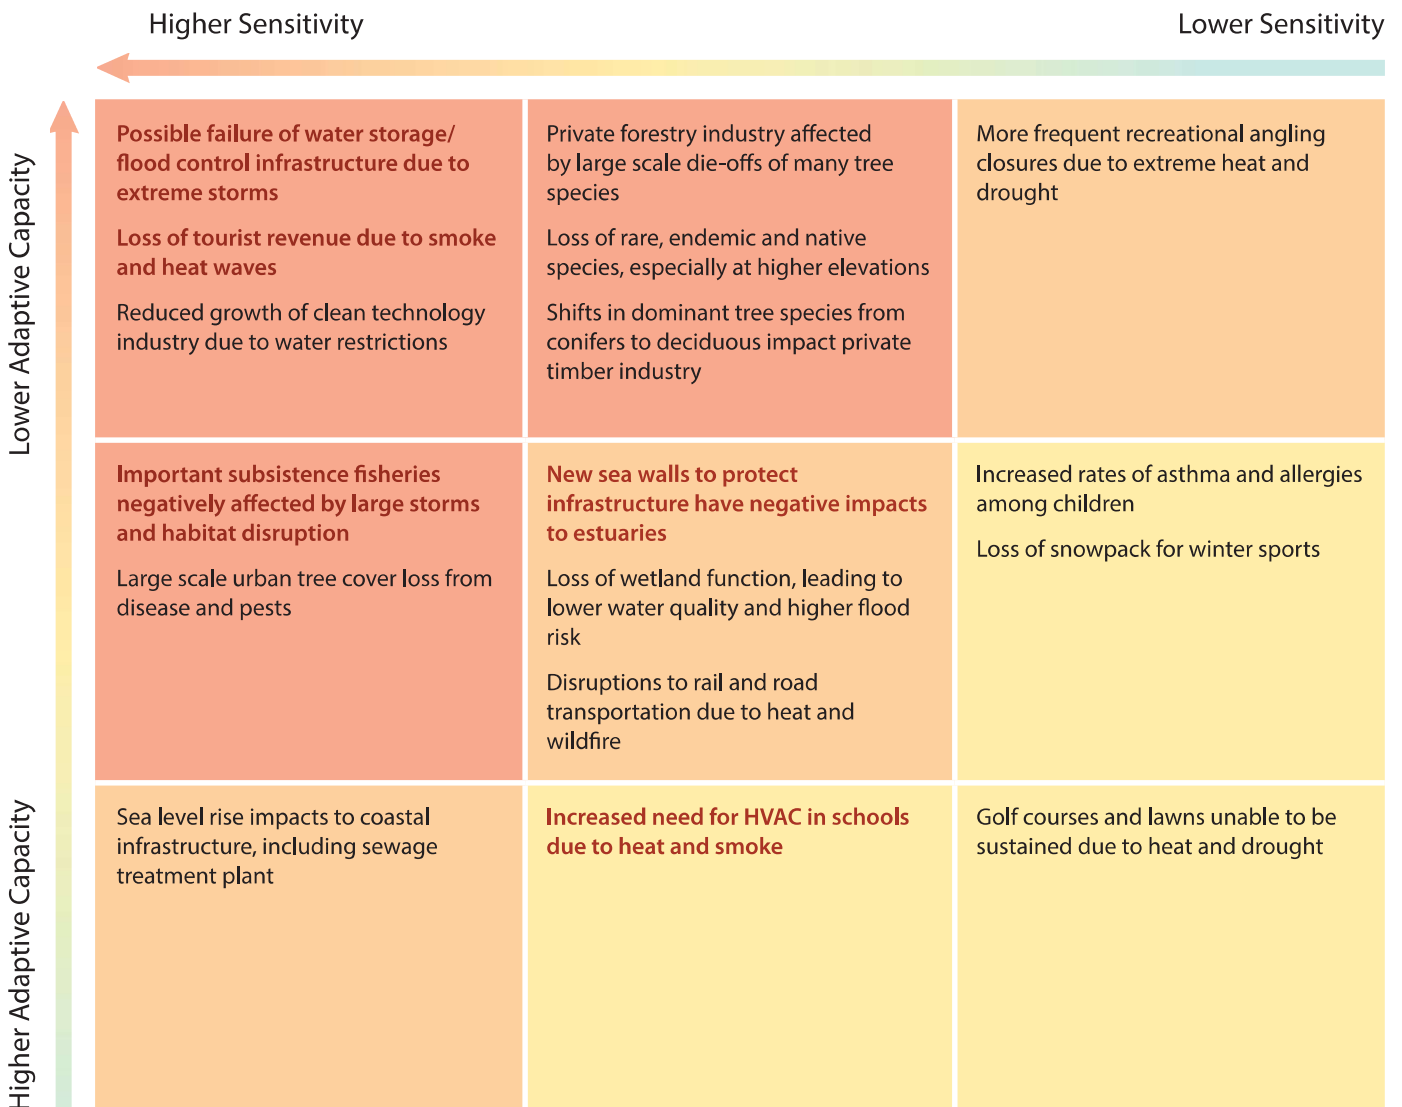 Higher Sensitivity
Lower Sensitivity
Lower Adaptive Capacity
Possible failure of water storage/
flood control infrastructure due to
extreme storms
Loss of tourist revenue due to smoke
and heat waves
Reduced growth of clean technology
industry due to water restrictions
Private forestry industry affected
by large scale die-offs of many tree
species
Loss of rare, endemic and native
species, especially at higher elevations
Shifts in dominant tree species from
conifers to deciduous impact private
timber industry
More frequent recreational angling
closures due to extreme heat and
drought
Important subsistence fisheries
negatively affected by large storms
and habitat disruption
Large scale urban tree cover loss from
disease and pests
New sea walls to protect
infrastructure have negative impacts
to estuaries
Loss of wetland function, leading to
lower water quality and higher flood
risk
Disruptions to rail and road
transportation due to heat and
wildfire
Increased rates of asthma and allergies
among children
Loss of snowpack for winter sports
Higher Adaptive Capacity
Sea level rise impacts to coastal
infrastructure, including sewage
treatment plant
Increased need for HVAC in schools
due to heat and smoke
Golf courses and lawns unable to be
sustained due to heat and drought